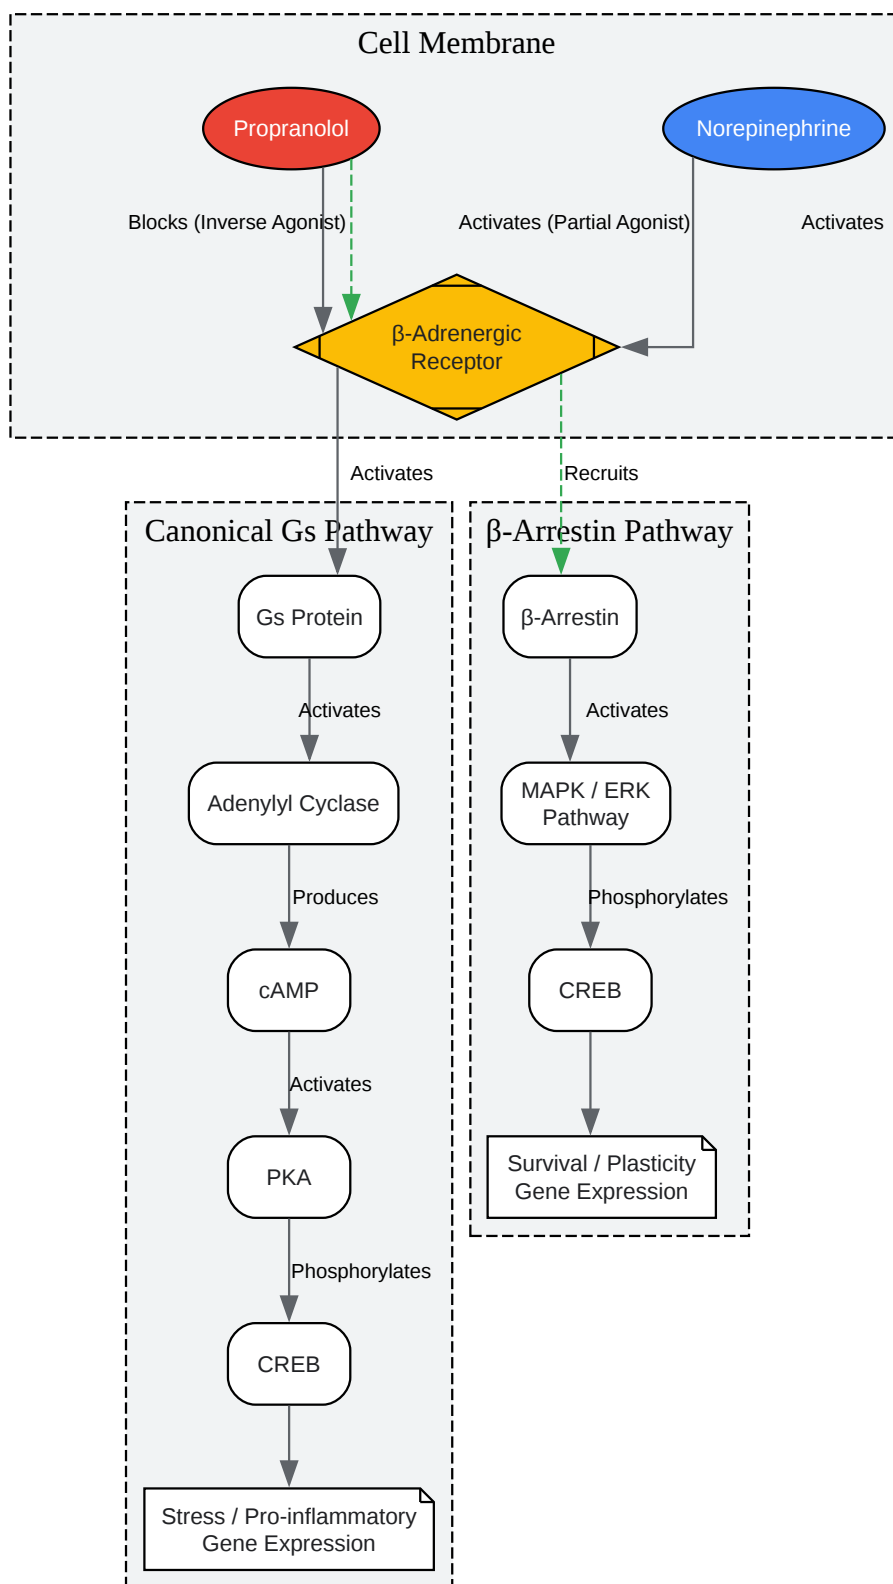 Cell Membrane
Propranolol
Norepinephrine
Blocks (Inverse Agonist)
Activates (Partial Agonist)
Activates
β-Adrenergic
Receptor
Activates
Recruits
Canonical Gs Pathway
β-Arrestin Pathway
Gs Protein
β-Arrestin
Activates
Activates
Adenylyl Cyclase
MAPK / ERK
Pathway
Produces
Phosphorylates
cAMP
CREB
Activates
PKA
Survival / Plasticity
Gene Expression
Phosphorylates
CREB
Stress / Pro-inflammatory
Gene Expression